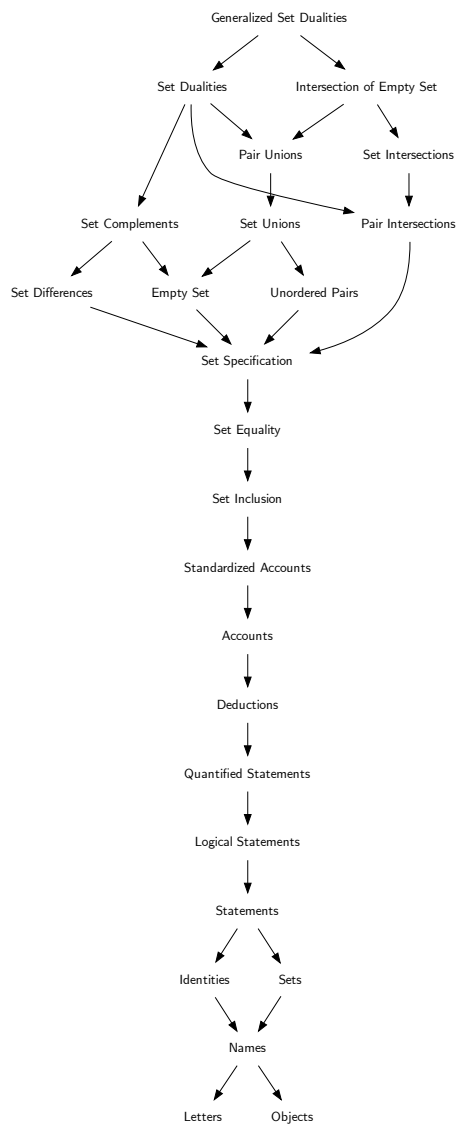 Generalized Set Dualities
Set Dualities
Intersection of Empty Set
Pair Unions
Set Intersections
Set Complements
Set Unions
Pair Intersections
Set Differences
Empty Set
Unordered Pairs
Set Specification
Set Equality
Set Inclusion
Standardized Accounts
Accounts
Deductions
Quantified Statements
Logical Statements
Statements
Identities
Sets
Names
Letters
Objects